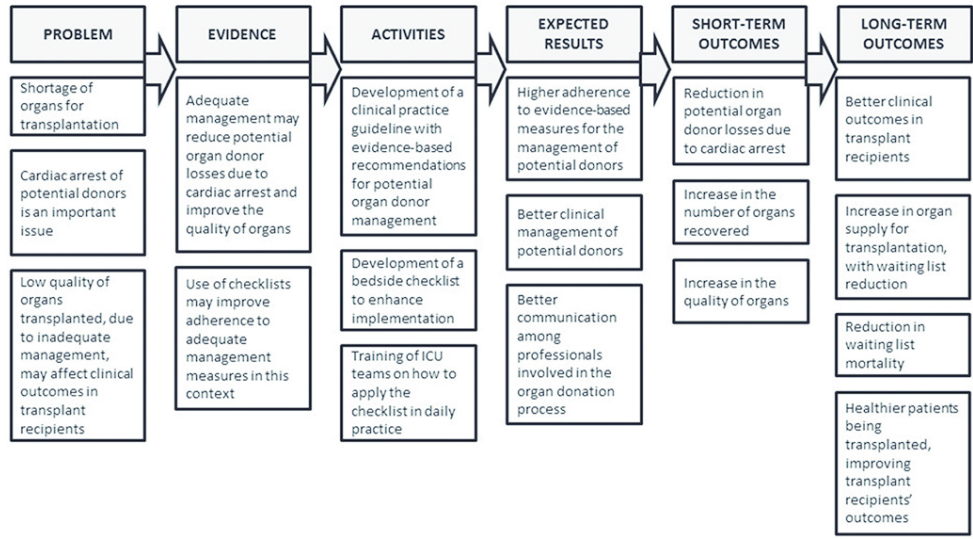 PROBLEM
Shortage of
organs for
transplantation
Cardiac arrest of
potential donors
is an important
issue
Low quality of
organs
transplanted, due
to inadequate
management,
may affect clinical
outcomes in
transplant
recipients
EVIDENCE
Adequate
management may
reduce potential
organ donor
losses due to
cardiac arrest and
improve the
quality of organs
Use of checklists
may improve
adherence to
adequate
management
measures in this
context
ACTIVITIES
Development of a
clinical practice
guideline with
evidence-based
recommendations
for potential
organ donor
management
Development of a
bedside checklist
to enhance
implementation
Training of ICU
teams on how to
apply the
checklist in daily
practice
EXPECTED
RESULTS
Higher adherence
to evidence-based
measures for the
management of
potential donors
Better clinical
management of
potential donors
Better
communication
among
professionals
involved in the
organ donation
process
SHORT-TERM
OUTCOMES
Reduction in
potential organ
donor losses due
to cardiac arrest
Increase in the
number of organs
recovered
Increase in the
quality of organs
LONG-TERM
OUTCOMES
Better clinical
outcomes in
transplant
recipients
Increase in organ
supply for
transplantation,
with waiting list
reduction
Reduction in
waiting list
mortality
Healthier patients
being
transplanted,
improving
transplant
recipients'
outcomes